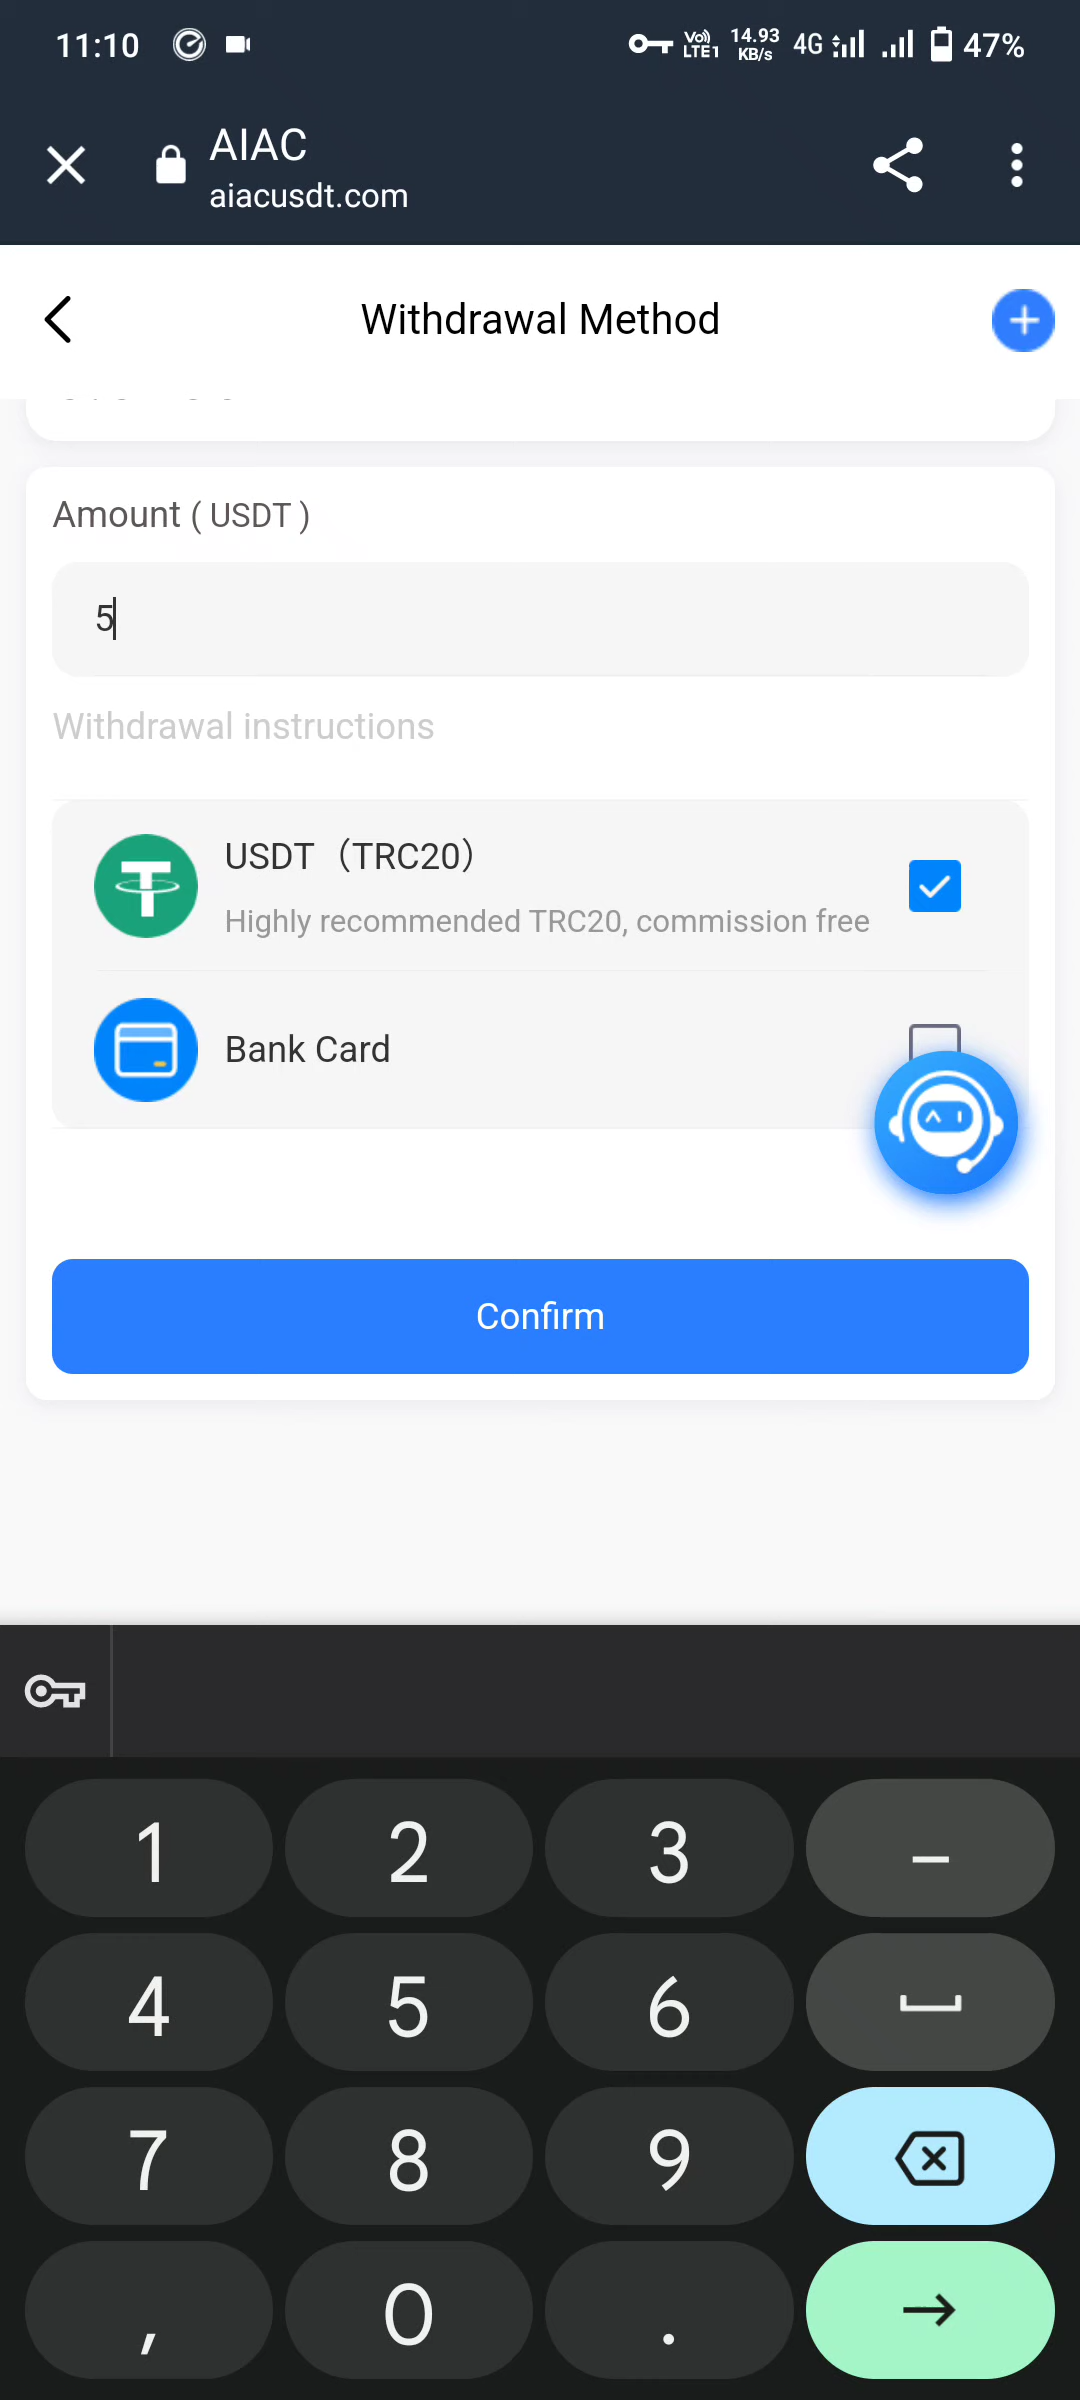 11:10
Vo) LTE1
14.93 KB/s
4G
47%
AIAC
aiacusdt.com
Withdrawal Method
Amount ( USDT )
5
Withdrawal instructions
USDT（TRC20）
Highly recommended TRC20, commission free
Bank Card
Confirm
1 2 3 –
4 5 6
7 8 9
, 0 .